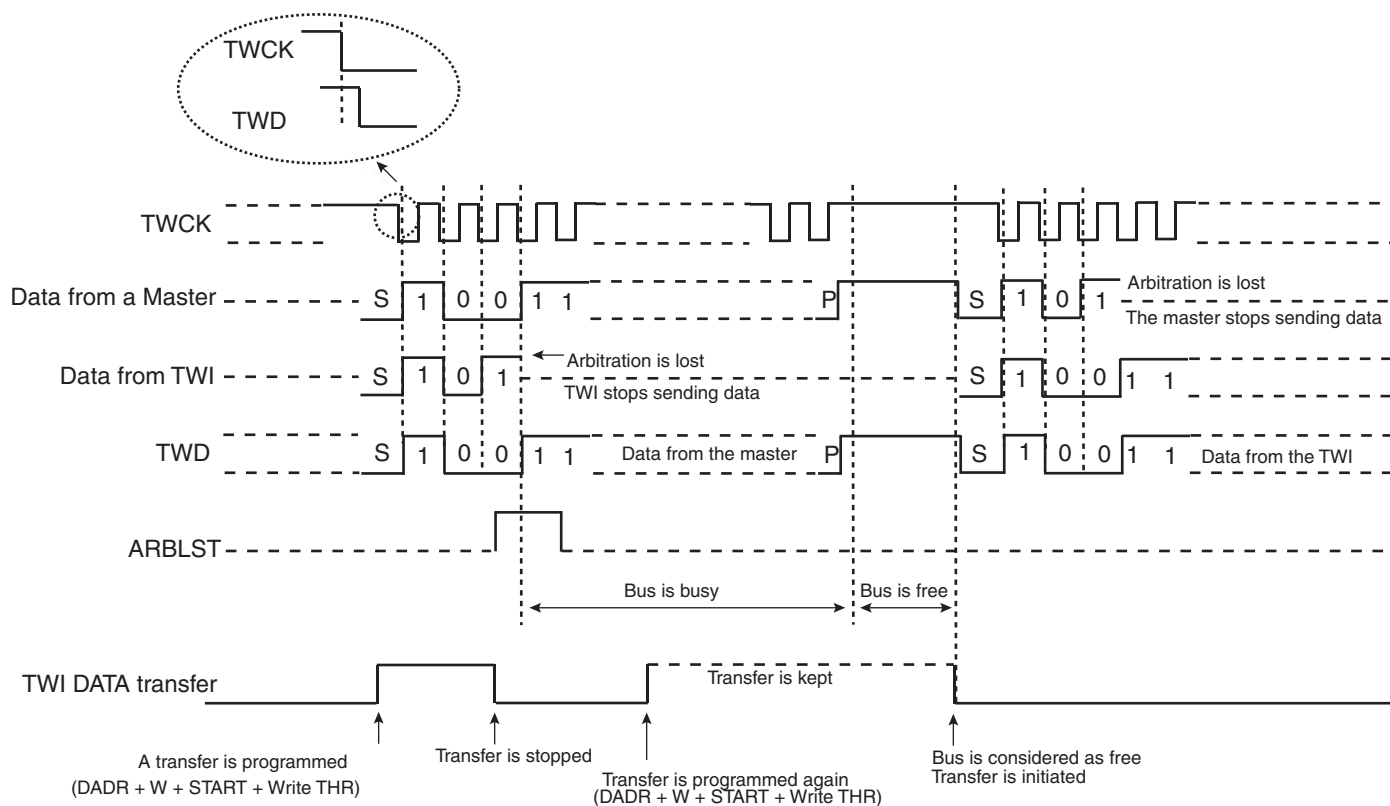 TWCK
TWD
TWCK
Data from a Master S 1 0 0 1 1 P S 1 0 1 Arbitration is lost
The master stops sending data
Data from TWI S 1 0 1 Arbitration is lost S 1 0 0 1 1
TWI stops sending data
TWD S 1 0 0 1 1 Data from the master P S 1 0 0 1 1 Data from the TWI
ARBLST
Bus is busy Bus is free
TWI DATA transfer Transfer is kept
A transfer is programmed
(DADR + W + START + Write THR)
Transfer is stopped
Transfer is programmed again
(DADR + W + START + Write THR)
Bus is considered as free
Transfer is initiated